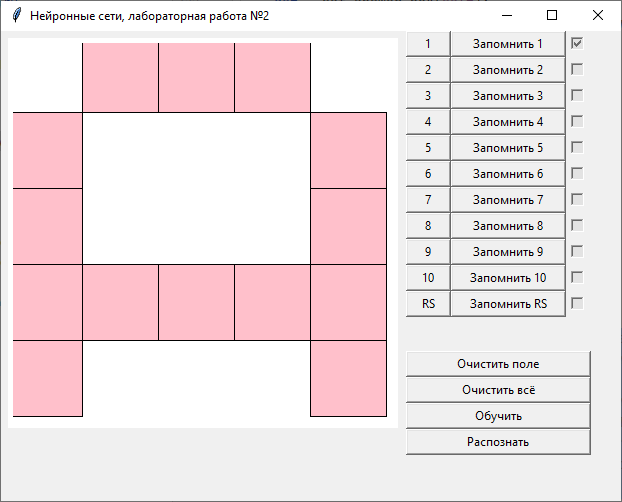 Нейронные сети, лабораторная работа №2
1 Запомнить 1
2 Запомнить 2
3 Запомнить 3
4 Запомнить 4
5 Запомнить 5
6 Запомнить 6
7 Запомнить 7
8 Запомнить 8
9 Запомнить 9
10 Запомнить 10
RS Запомнить RS
Очистить поле
Очистить всё
Обучить
Распознать